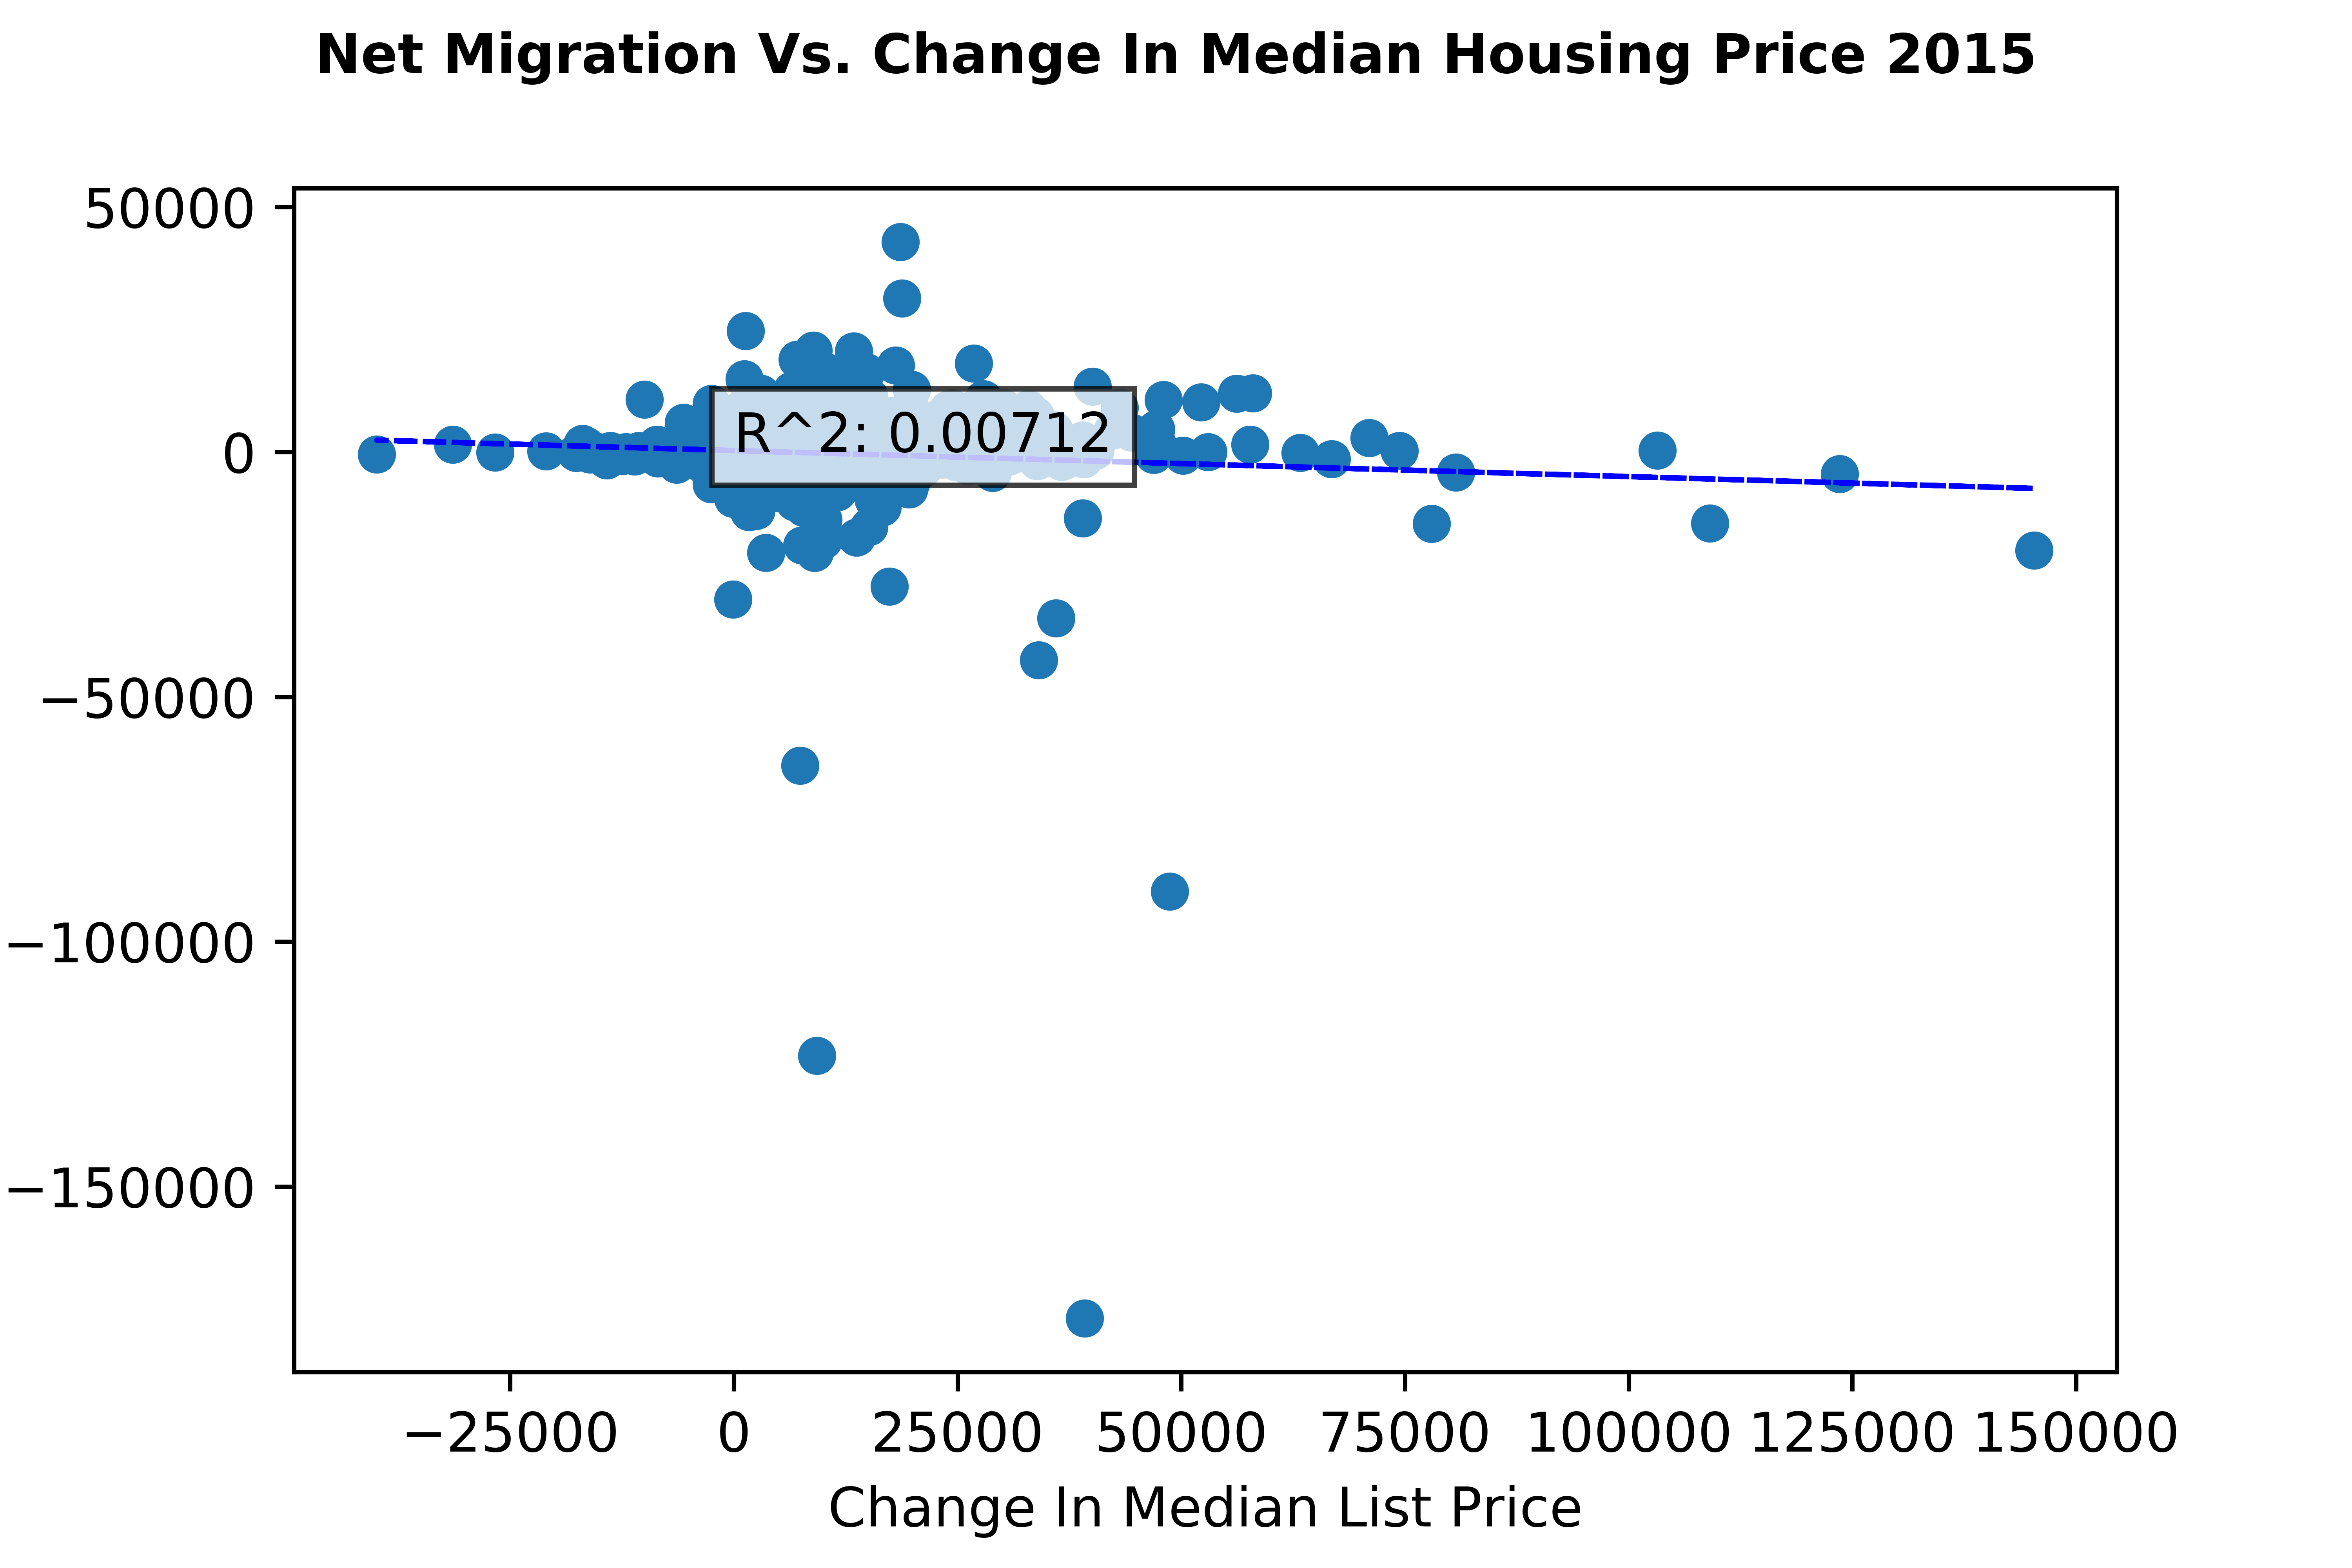 Net Migration Vs. Change In Median Housing Price 2015
50000
0
−50000
−100000
−150000
R^2: 0.00712
−25000 0 25000 50000 75000 100000 125000 150000
Change In Median List Price